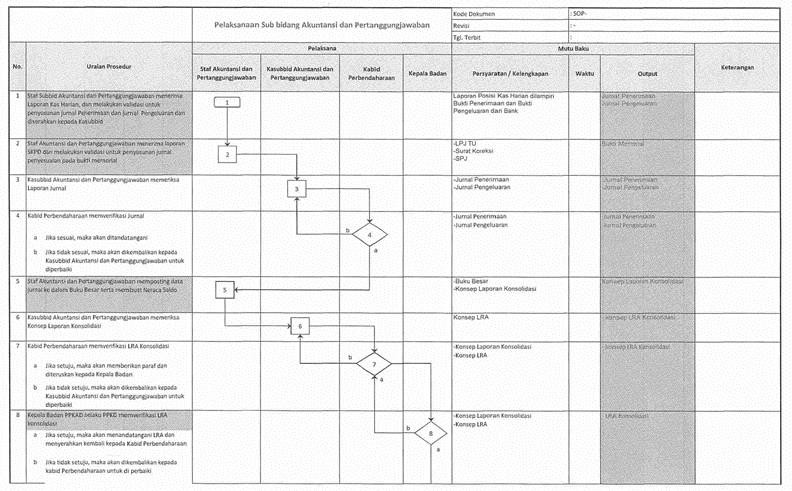 Pelaksanaan Sub bidang Akuntansi dan Pertanggungjawaban
Kode Dokumen : SOP-
Revisi : -
Tgl. Terbit :
No. Uraian Prosedur Pelaksana Mutu Baku Keterangan
Staf Akuntansi dan Pertanggungjawaban
Kasubbid Akuntansi dan Pertanggungjawaban
Kabid Perbendaharaan
Kepala Badan
Persyaratan / Kelengkapan
Waktu
Output
1 Staf Subbid Akuntansi dan Pertanggungjawaban menerima
Laporan Kas Harian, dan melakukan validasi untuk
penyusunan jurnal Penerimaan dan jurnal Pengeluaran dan
diserahkan kepada Kasubbid
1
Laporan Posisi Kas Harian dilampiri
Bukti Penerimaan dan Bukti
Pengeluaran dari Bank
Jurnal Penerimaan
Jurnal Pengeluaran
2 Staf Akuntansi dan Pertanggungjawaban menerima laporan
SKPD dan melakukan validasi untuk penyusunan jurnal
penyesuaian pada bukti memorial
2
-LPJ TU
-Surat Koreksi
-SPJ
Bukti Memorial
3 Kasubbid Akuntansi dan Pertanggungjawaban memeriksa
Laporan Jurnal
3
-Jurnal Penerimaan
-Jurnal Pengeluaran
-Jurnal Penerimaan
-Jurnal Pengeluaran
4 Kabid Perbendaharaan memverifikasi Jurnal
a Jika sesuai, maka akan ditandatangani
b Jika tidak sesuai, maka akan dikembalikan kepada
Kasubbid Akuntansi dan Pertanggungjawaban untuk
diperbaiki
b
4
a
-Jurnal Penerimaan
-Jurnal Pengeluaran
Jurnal Penerimaan
Jurnal Pengeluaran
5 Staf Akuntansi dan Pertanggungjawaban memposting data
jurnal ke dalam Buku Besar serta membuat Neraca Saldo
5
-Buku Besar
-Konsep Laporan Konsolidasi
Konsep Laporan Konsolidasi
6 Kasubbid Akuntansi dan Pertanggungjawaban memeriksa
Konsep Laporan Konsolidasi
6
Konsep LRA
-konsep LRA Konsolidasi
7 Kabid Perbendaharaan memverifikasi LRA Konsolidasi
a Jika setuju, maka akan memberikan paraf dan
diteruskan kepada Kepala Badan
b Jika tidak setuju, maka akan dikembalikan kepada
Kasubbid Akuntansi dan Pertanggungjawaban untuk
diperbaiki
b
7
a
-Konsep Laporan Konsolidasi
-Konsep LRA
-konsep LRA Konsolidasi
8 Kepala Badan PPKAD selaku PPKD memverifikasi LRA
konsolidasi
a Jika setuju, maka akan menandatangani LRA dan
menyerahkan kembali kepada Kabid Perbendaharaan
b Jika tidak setuju, maka akan dikembalikan kepada
kabid Perbendaharaan untuk di perbaiki
b
8
a
-Konsep Laporan Konsolidasi
-Konsep LRA
LRA Konsolidasi